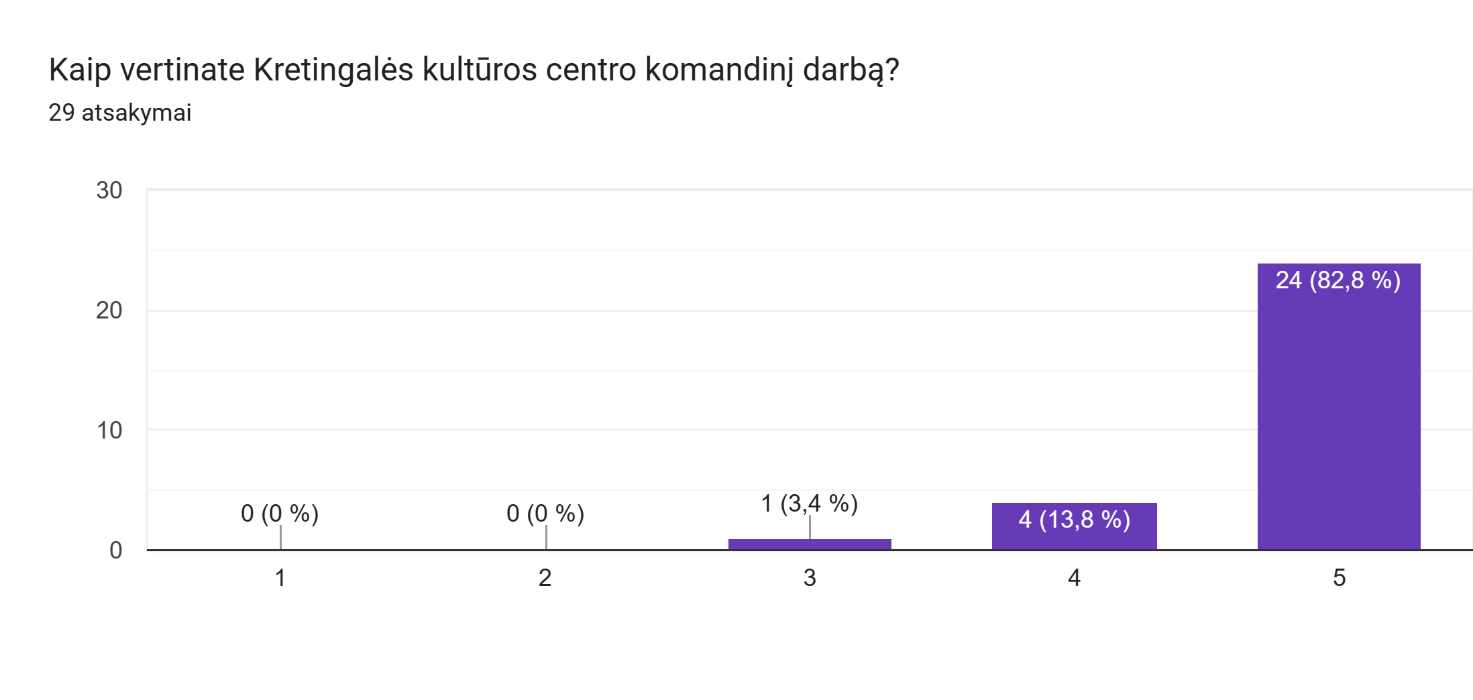 Kaip vertinate Kretingalės kultūros centro komandinį darbą?
29 atsakymai
30
20
10
0
0 (0 %)
0 (0 %)
1 (3,4 %)
4 (13,8 %)
24 (82,8 %)
1
2
3
4
5